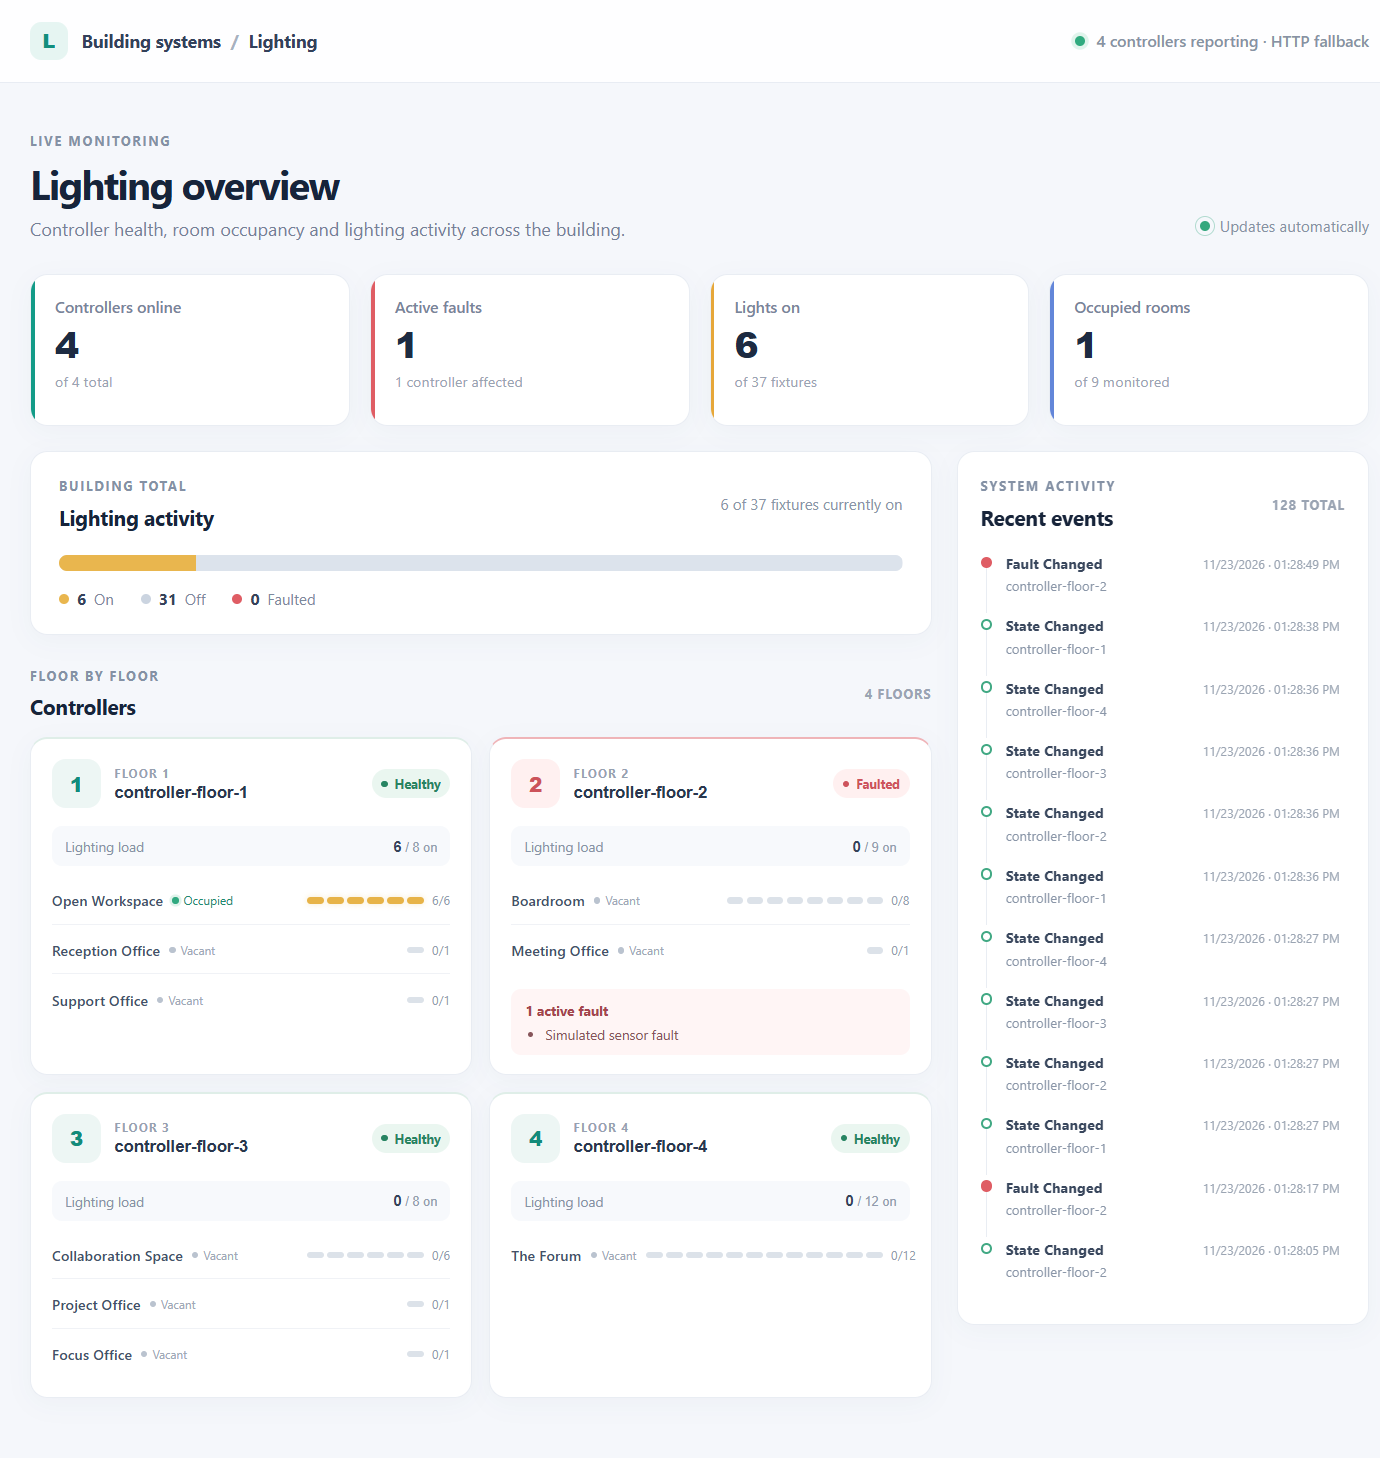 L
Building systems / Lighting
4 controllers reporting · HTTP fallback
LIVE MONITORING
Lighting overview
Controller health, room occupancy and lighting activity across the building.
Updates automatically
Controllers online
4
of 4 total
Active faults
1
1 controller affected
Lights on
6
of 37 fixtures
Occupied rooms
1
of 9 monitored
BUILDING TOTAL
Lighting activity
6 of 37 fixtures currently on
6 On
31 Off
0 Faulted
FLOOR BY FLOOR
Controllers
4 FLOORS
1
FLOOR 1
controller-floor-1
Healthy
Lighting load
6 / 8 on
Open Workspace Occupied 6/6
Reception Office Vacant 0/1
Support Office Vacant 0/1
2
FLOOR 2
controller-floor-2
Faulted
Lighting load
0 / 9 on
Boardroom Vacant 0/8
Meeting Office Vacant 0/1
1 active fault
• Simulated sensor fault
3
FLOOR 3
controller-floor-3
Healthy
Lighting load
0 / 8 on
Collaboration Space Vacant 0/6
Project Office Vacant 0/1
Focus Office Vacant 0/1
4
FLOOR 4
controller-floor-4
Healthy
Lighting load
0 / 12 on
The Forum Vacant 0/12
SYSTEM ACTIVITY
Recent events
128 TOTAL
Fault Changed 11/23/2026 · 01:28:49 PM
controller-floor-2
State Changed 11/23/2026 · 01:28:38 PM
controller-floor-1
State Changed 11/23/2026 · 01:28:36 PM
controller-floor-4
State Changed 11/23/2026 · 01:28:36 PM
controller-floor-3
State Changed 11/23/2026 · 01:28:36 PM
controller-floor-2
State Changed 11/23/2026 · 01:28:36 PM
controller-floor-1
State Changed 11/23/2026 · 01:28:27 PM
controller-floor-4
State Changed 11/23/2026 · 01:28:27 PM
controller-floor-3
State Changed 11/23/2026 · 01:28:27 PM
controller-floor-2
State Changed 11/23/2026 · 01:28:27 PM
controller-floor-1
Fault Changed 11/23/2026 · 01:28:17 PM
controller-floor-2
State Changed 11/23/2026 · 01:28:05 PM
controller-floor-2